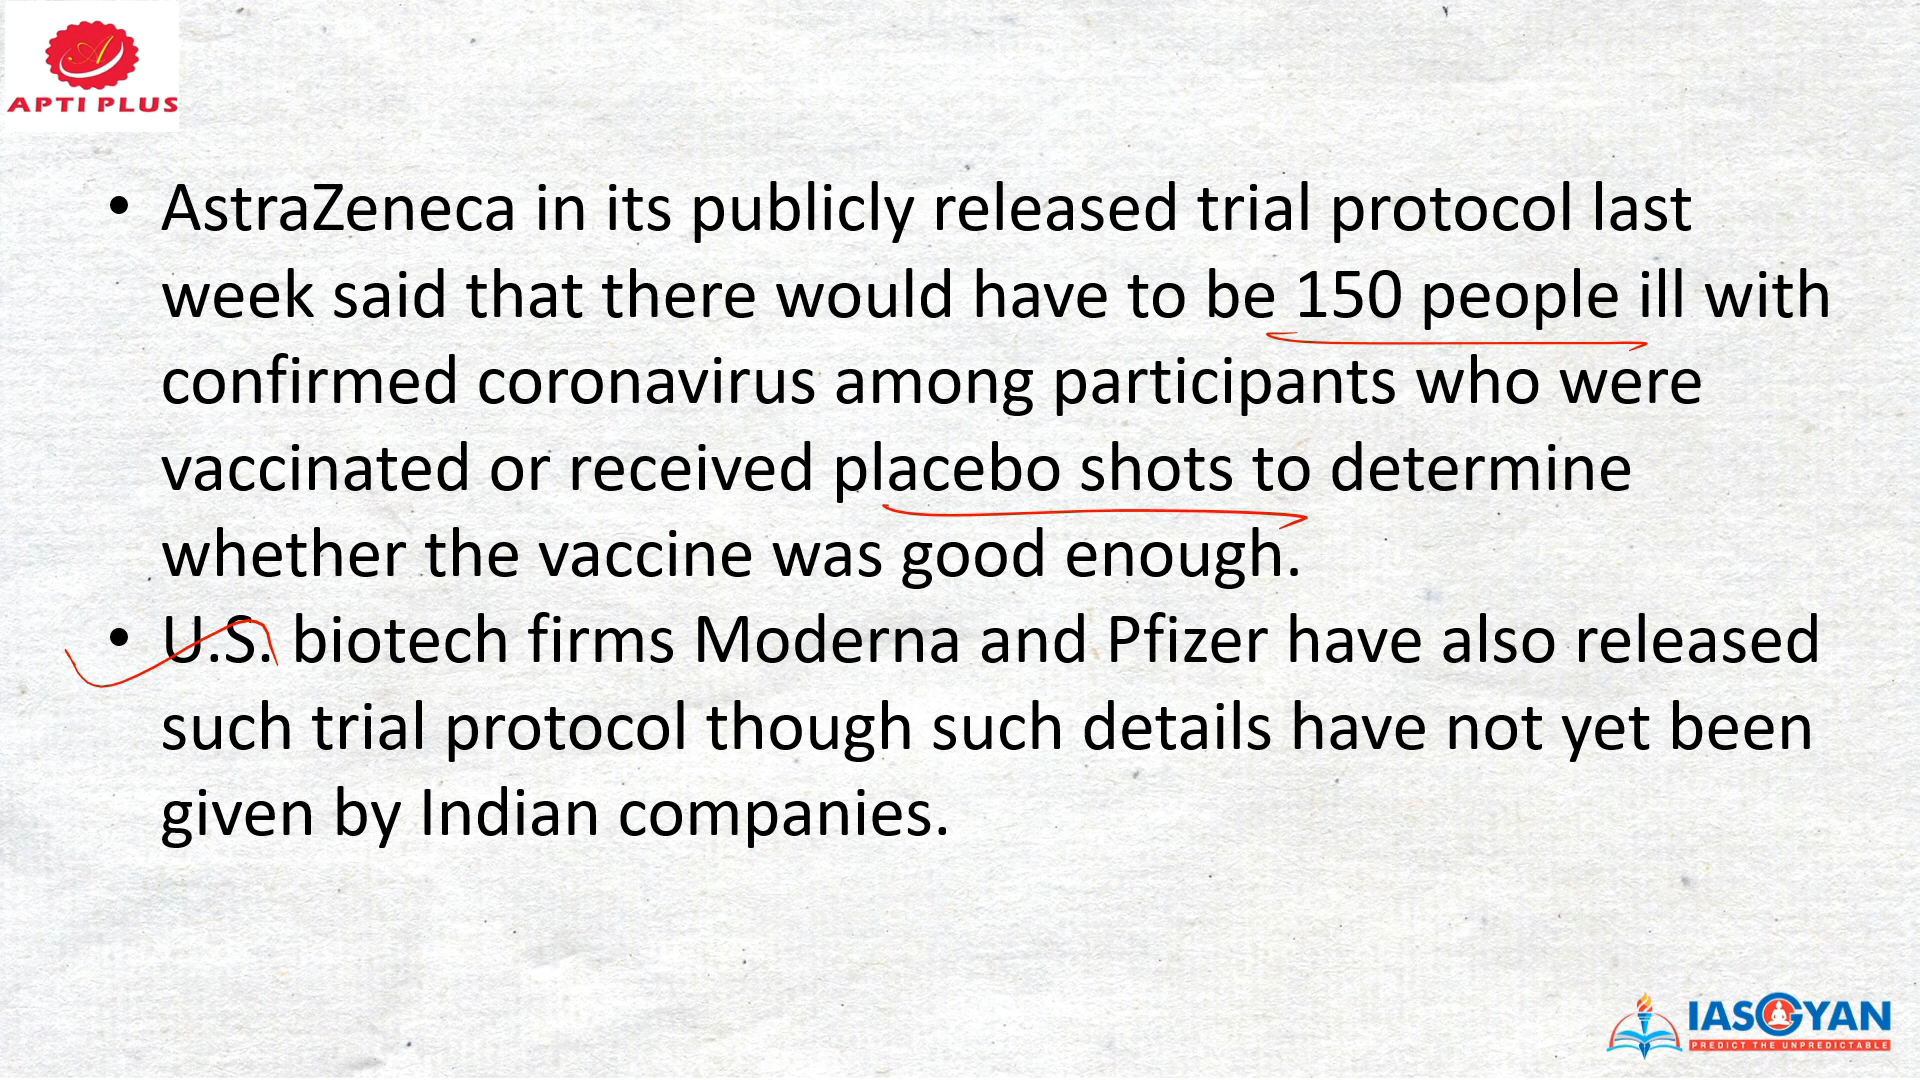 APTI PLUS
• AstraZeneca in its publicly released trial protocol last
week said that there would have to be 150 people ill with
confirmed coronavirus among participants who were
vaccinated or received placebo shots to determine
whether the vaccine was good enough.
• U.S. biotech firms Moderna and Pfizer have also released
such trial protocol though such details have not yet been
given by Indian companies.
IASGYAN
PREDICT THE UNPREDICTABLE